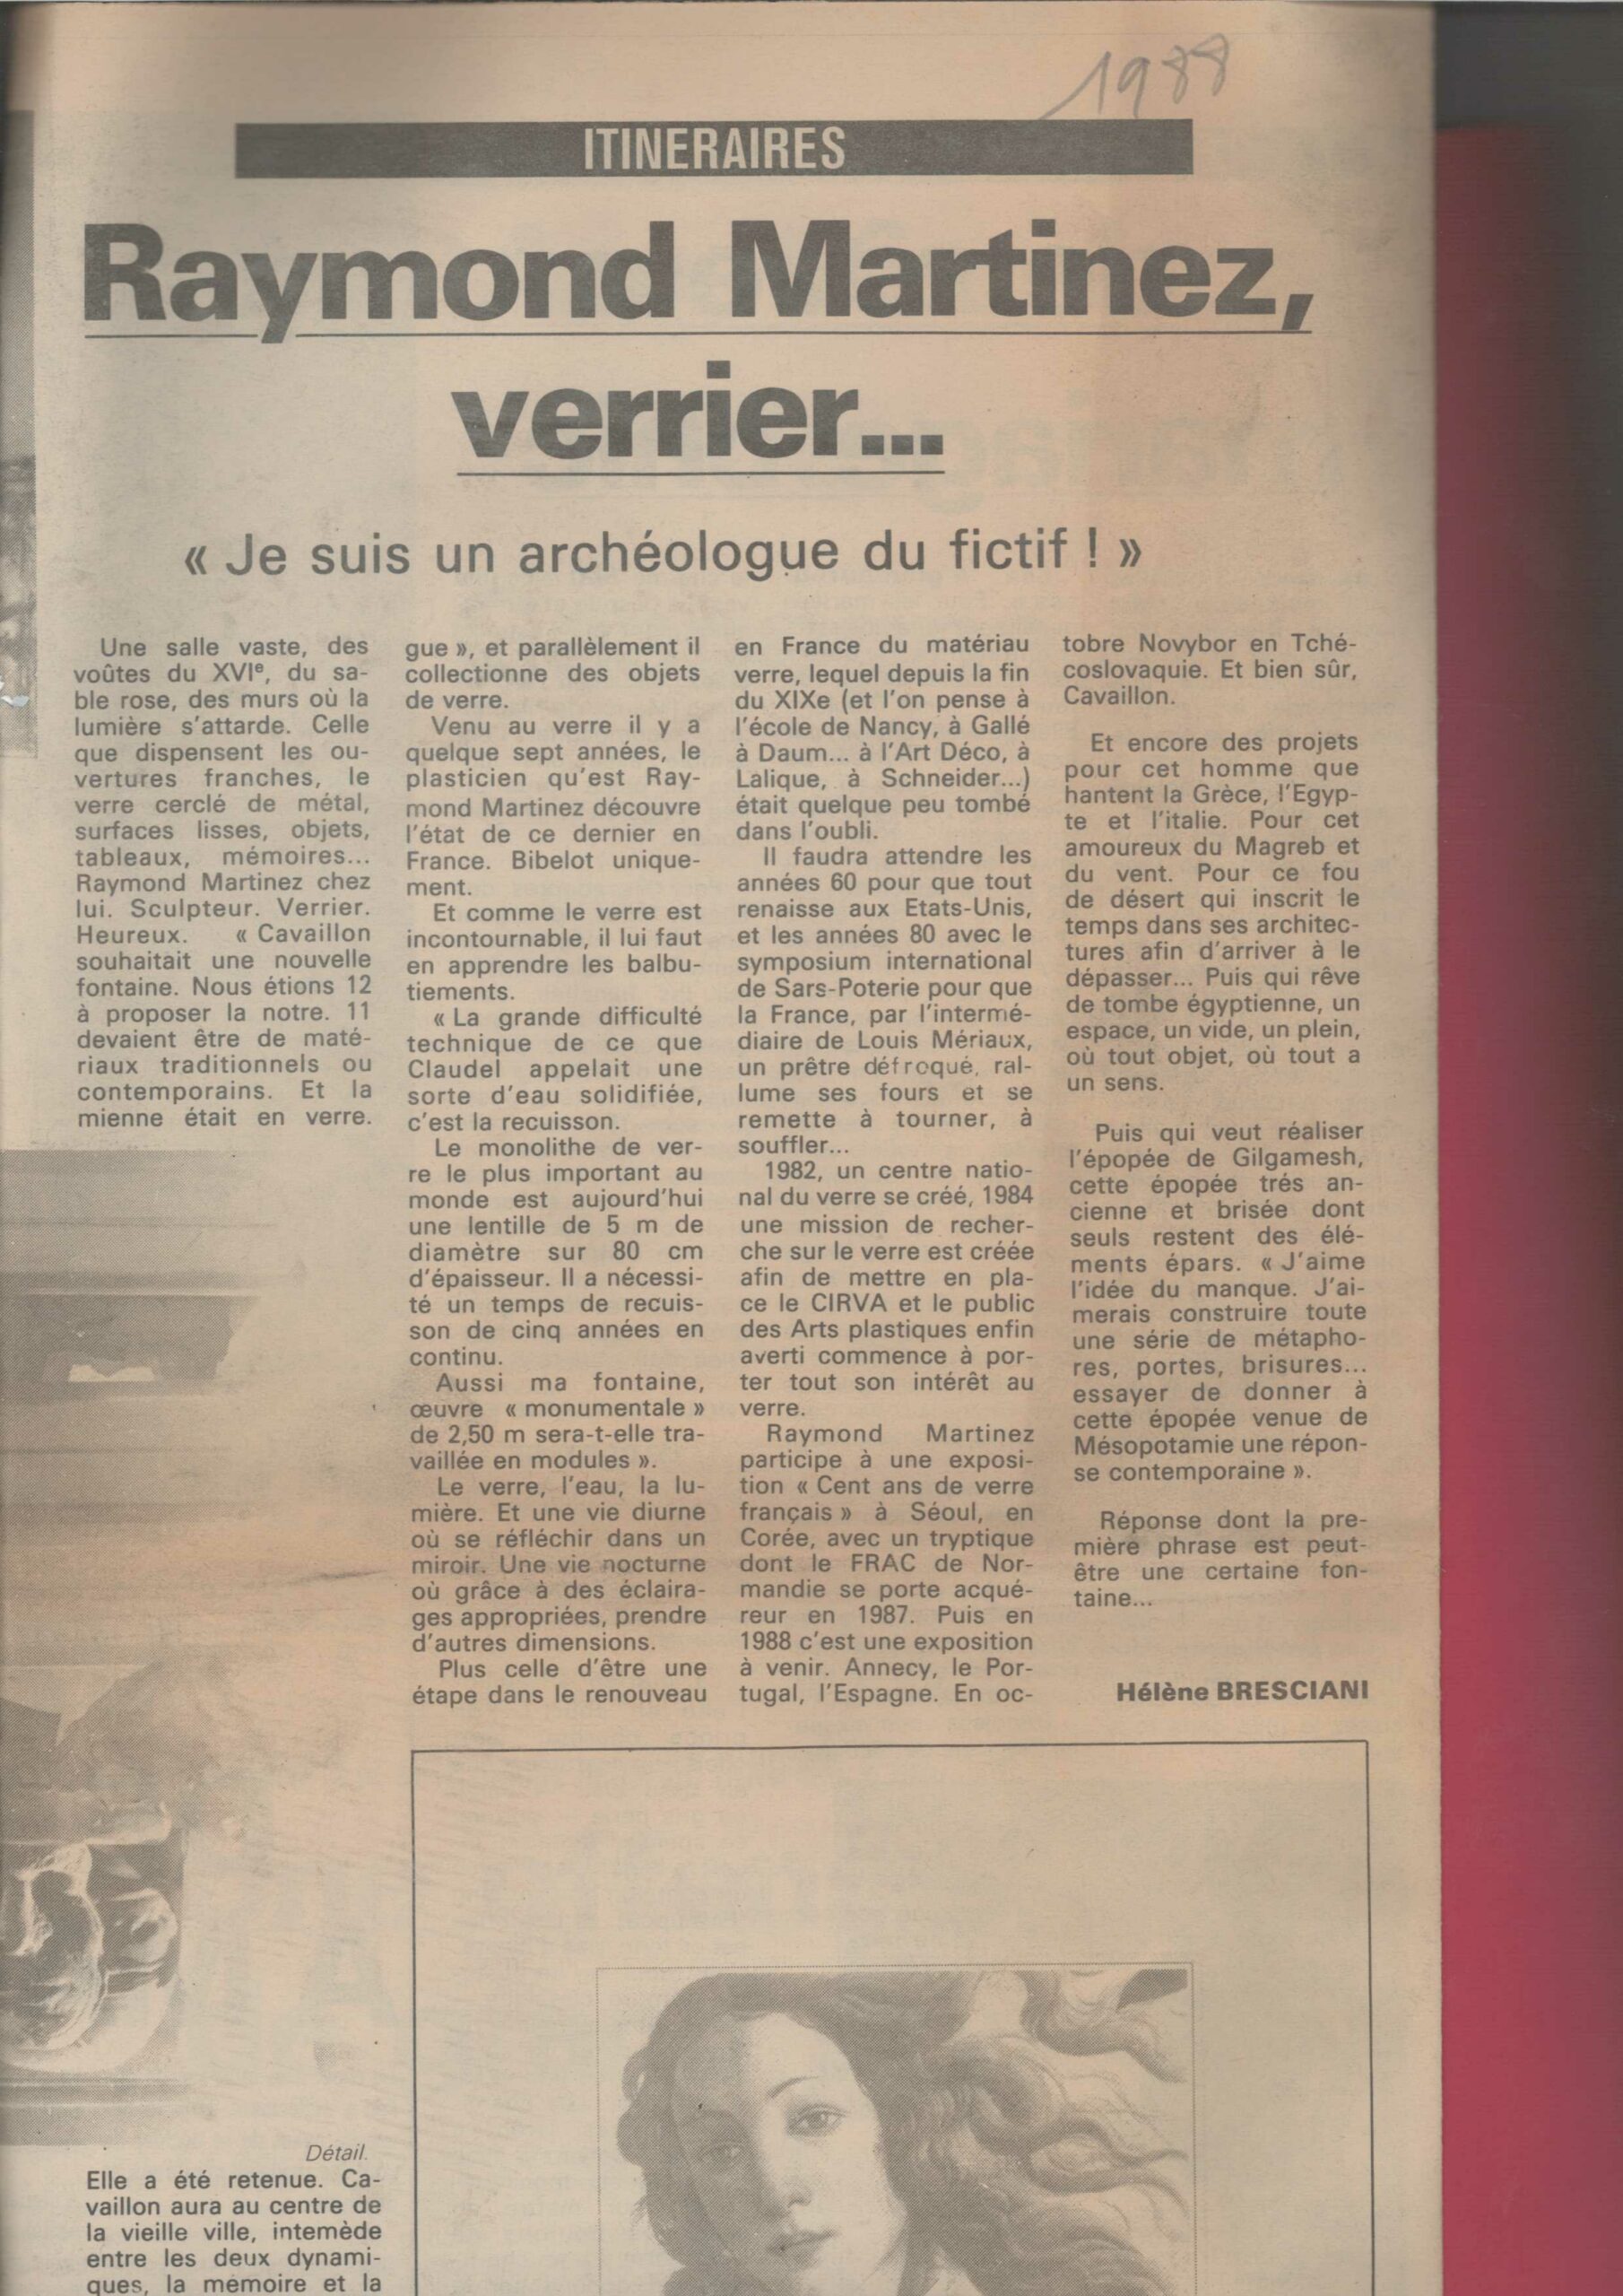 1988
ITINERAIRES
Raymond Martinez,
verrier...
« Je suis un archéologue du fictif ! »
Une salle vaste, des
voûtes du XVIe, du sa-
ble rose, des murs où la
lumière s'attarde. Celle
que dispensent les ou-
vertures franches, le
verre cerclé de métal,
surfaces lisses, objets,
tableaux, mémoires...
Raymond Martinez chez
lui. Sculpteur. Verrier.
Heureux. « Cavaillon
souhaitait une nouvelle
fontaine. Nous étions 12
à proposer la notre. 11
devaient être de maté-
riaux traditionnels ou
contemporains. Et la
mienne était en verre.
Détail.
Elle a été retenue. Ca-
vaillon aura au centre de
la vieille ville, intemède
entre les deux dynami-
ques, la mémoire et la
gue », et parallèlement il
collectionne des objets
de verre.
Venu au verre il y a
quelque sept années, le
plasticien qu'est Ray-
mond Martinez découvre
l'état de ce dernier en
France. Bibelot unique-
ment.
Et comme le verre est
incontournable, il lui faut
en apprendre les balbu-
tiements.
« La grande difficulté
technique de ce que
Claudel appelait une
sorte d'eau solidifiée,
c'est la recuisson.
Le monolithe de ver-
re le plus important au
monde est aujourd'hui
une lentille de 5 m de
diamètre sur 80 cm
d'épaisseur. Il a nécessi-
té un temps de recuis-
son de cinq années en
continu.
Aussi ma fontaine,
œuvre « monumentale »
de 2,50 m sera-t-elle tra-
vaillée en modules ».
Le verre, l'eau, la lu-
mière. Et une vie diurne
où se réfléchir dans un
miroir. Une vie nocturne
où grâce à des éclaira-
ges appropriées, prendre
d'autres dimensions.
Plus celle d'être une
étape dans le renouveau
en France du matériau
verre, lequel depuis la fin
du XIXe (et l'on pense à
l'école de Nancy, à Gallé
à Daum... à l'Art Déco, à
Lalique, à Schneider...)
était quelque peu tombé
dans l'oubli.
Il faudra attendre les
années 60 pour que tout
renaisse aux Etats-Unis,
et les années 80 avec le
symposium international
de Sars-Poterie pour que
la France, par l'intermé-
diaire de Louis Mériaux,
un prêtre défroqué, ral-
lume ses fours et se
remette à tourner, à
souffler...
1982, un centre natio-
nal du verre se créé, 1984
une mission de recher-
che sur le verre est créée
afin de mettre en pla-
ce le CIRVA et le public
des Arts plastiques enfin
averti commence à por-
ter tout son intérêt au
verre.
Raymond Martinez
participe à une exposi-
tion « Cent ans de verre
français » à Séoul, en
Corée, avec un tryptique
dont le FRAC de Nor-
mandie se porte acqué-
reur en 1987. Puis en
1988 c'est une exposition
à venir. Annecy, le Por-
tugal, l'Espagne. En oc-
tobre Novybor en Tché-
coslovaquie. Et bien sûr,
Cavaillon.
Et encore des projets
pour cet homme que
hantent la Grèce, l'Egyp-
te et l'italie. Pour cet
amoureux du Magreb et
du vent. Pour ce fou
de désert qui inscrit le
temps dans ses architec-
tures afin d'arriver à le
dépasser... Puis qui rêve
de tombe égyptienne, un
espace, un vide, un plein,
où tout objet, où tout a
un sens.
Puis qui veut réaliser
l'épopée de Gilgamesh,
cette épopée trés an-
cienne et brisée dont
seuls restent des élé-
ments épars. « J'aime
l'idée du manque. J'ai-
merais construire toute
une série de métapho-
res, portes, brisures...
essayer de donner à
cette épopée venue de
Mésopotamie une répon-
se contemporaine ».
Réponse dont la pre-
mière phrase est peut-
être une certaine fon-
taine...
Hélène BRESCIANI